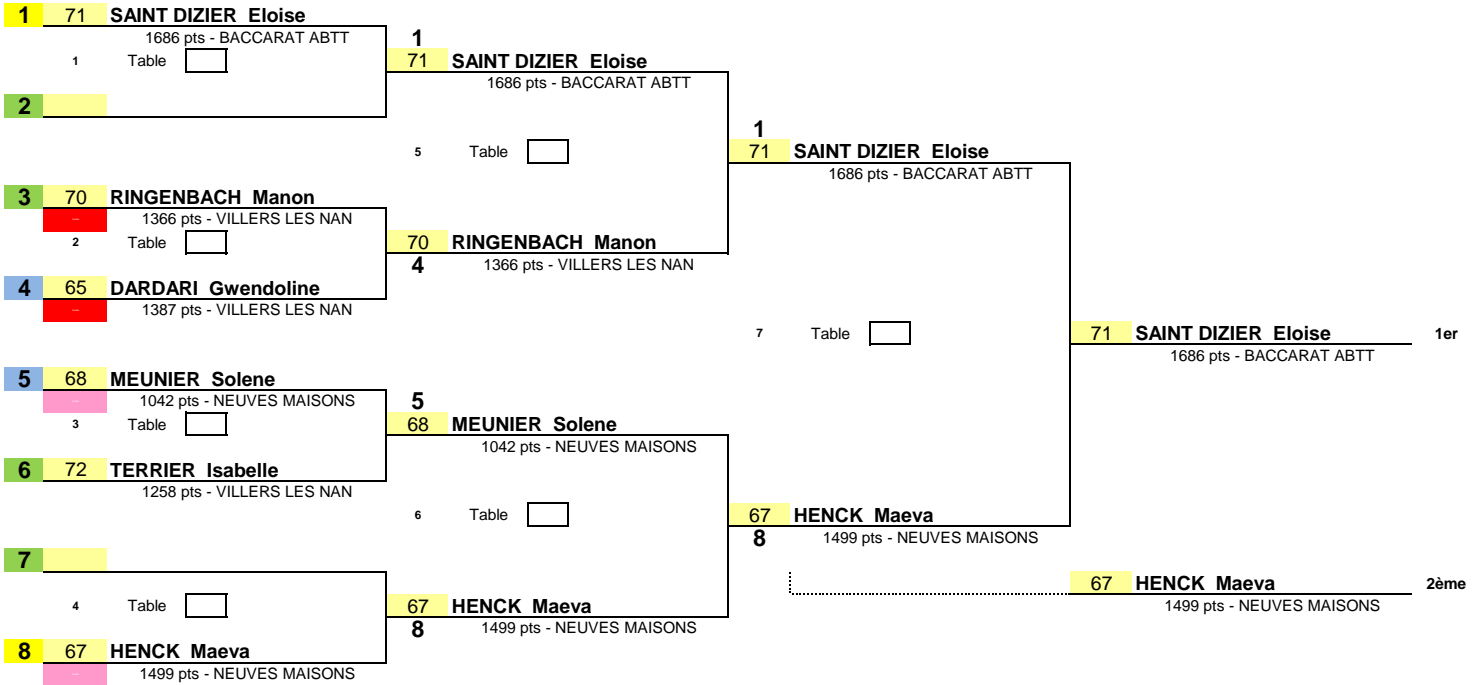 1 71 SAINT DIZIER Eloise
1686 pts - BACCARAT ABTT
1 Table
2
1
71 SAINT DIZIER Eloise
1686 pts - BACCARAT ABTT
5 Table
1
71 SAINT DIZIER Eloise
1686 pts - BACCARAT ABTT
3 70 RINGENBACH Manon
– 1366 pts - VILLERS LES NAN
2 Table
70 RINGENBACH Manon
4 1366 pts - VILLERS LES NAN
4 65 DARDARI Gwendoline
– 1387 pts - VILLERS LES NAN
7 Table
71 SAINT DIZIER Eloise 1er
1686 pts - BACCARAT ABTT
5 68 MEUNIER Solene
– 1042 pts - NEUVES MAISONS
3 Table
5
68 MEUNIER Solene
1042 pts - NEUVES MAISONS
6 72 TERRIER Isabelle
1258 pts - VILLERS LES NAN
6 Table
67 HENCK Maeva
8 1499 pts - NEUVES MAISONS
7
67 HENCK Maeva 2ème
1499 pts - NEUVES MAISONS
4 Table
67 HENCK Maeva
8 1499 pts - NEUVES MAISONS
8 67 HENCK Maeva
– 1499 pts - NEUVES MAISONS